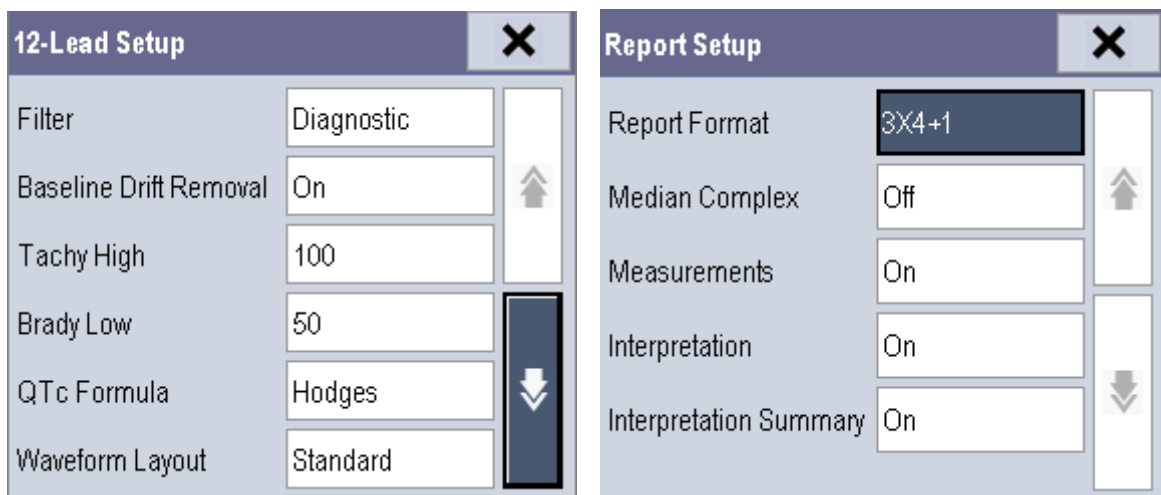 12-Lead Setup
Filter Diagnostic
Baseline Drift Removal On
Tachy High 100
Brady Low 50
QTc Formula Hodges
Waveform Layout Standard
Report Setup
Report Format 3X4+1
Median Complex Off
Measurements On
Interpretation On
Interpretation Summary On